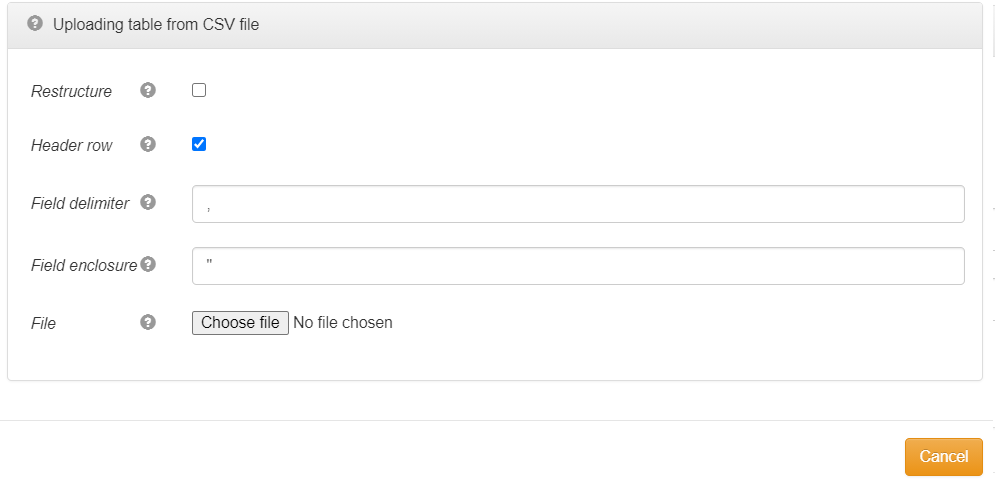 Uploading table from CSV file
Restructure
Header row
Field delimiter ,
Field enclosure "
File Choose file No file chosen
Cancel